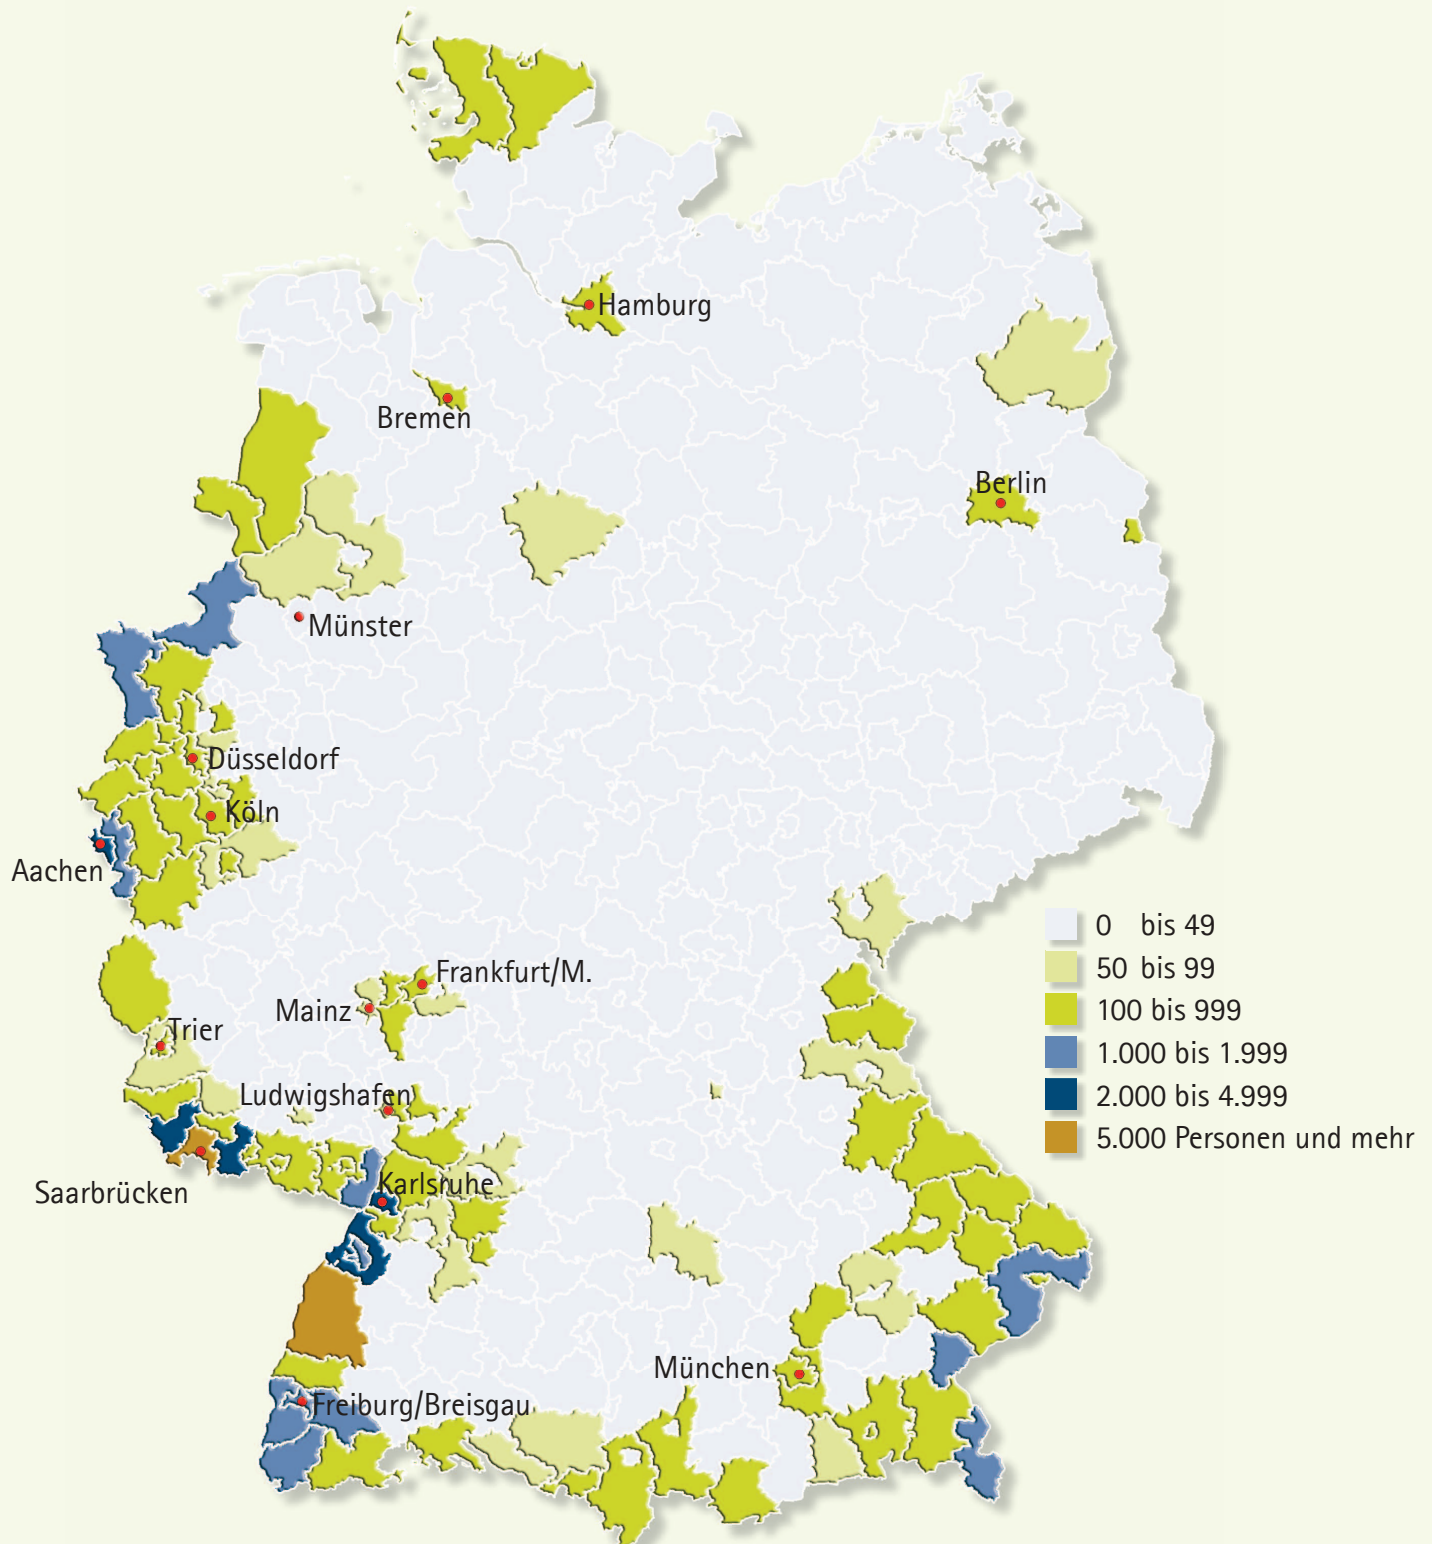 Hamburg
Bremen
Berlin
Münster
Düsseldorf
Köln
Aachen
Frankfurt/M.
Mainz
Trier
Ludwigshafen
Saarbrücken
Karlsruhe
München
Freiburg/Breisgau
0 bis 49
50 bis 99
100 bis 999
1.000 bis 1.999
2.000 bis 4.999
5.000 Personen und mehr